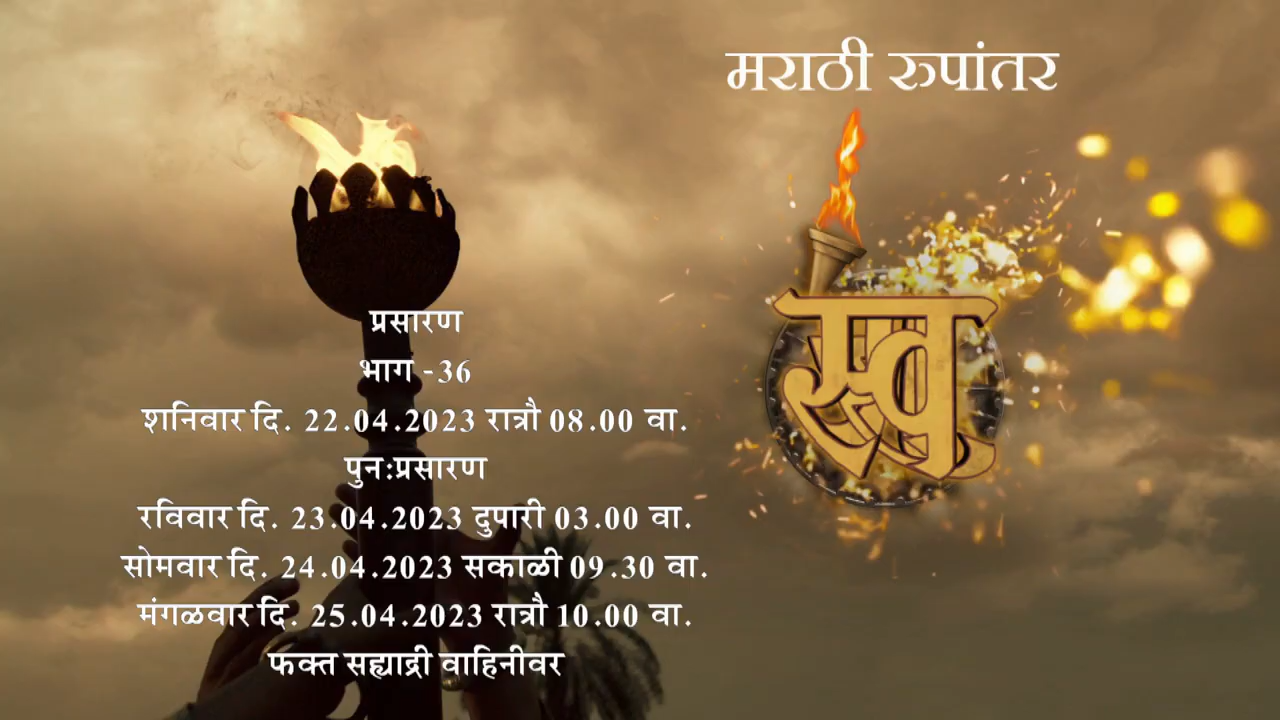 मराठी रुपांतर
स्व
प्रसारण
भाग -36
शनिवार दि. 22.04.2023 रात्रौ 08.00 वा.
पुनःप्रसारण
रविवार दि. 23.04.2023 दुपारी 03.00 वा.
सोमवार दि. 24.04.2023 सकाळी 09.30 वा.
मंगळवार दि. 25.04.2023 रात्रौ 10.00 वा.
फक्त सह्याद्री वाहिनीवर